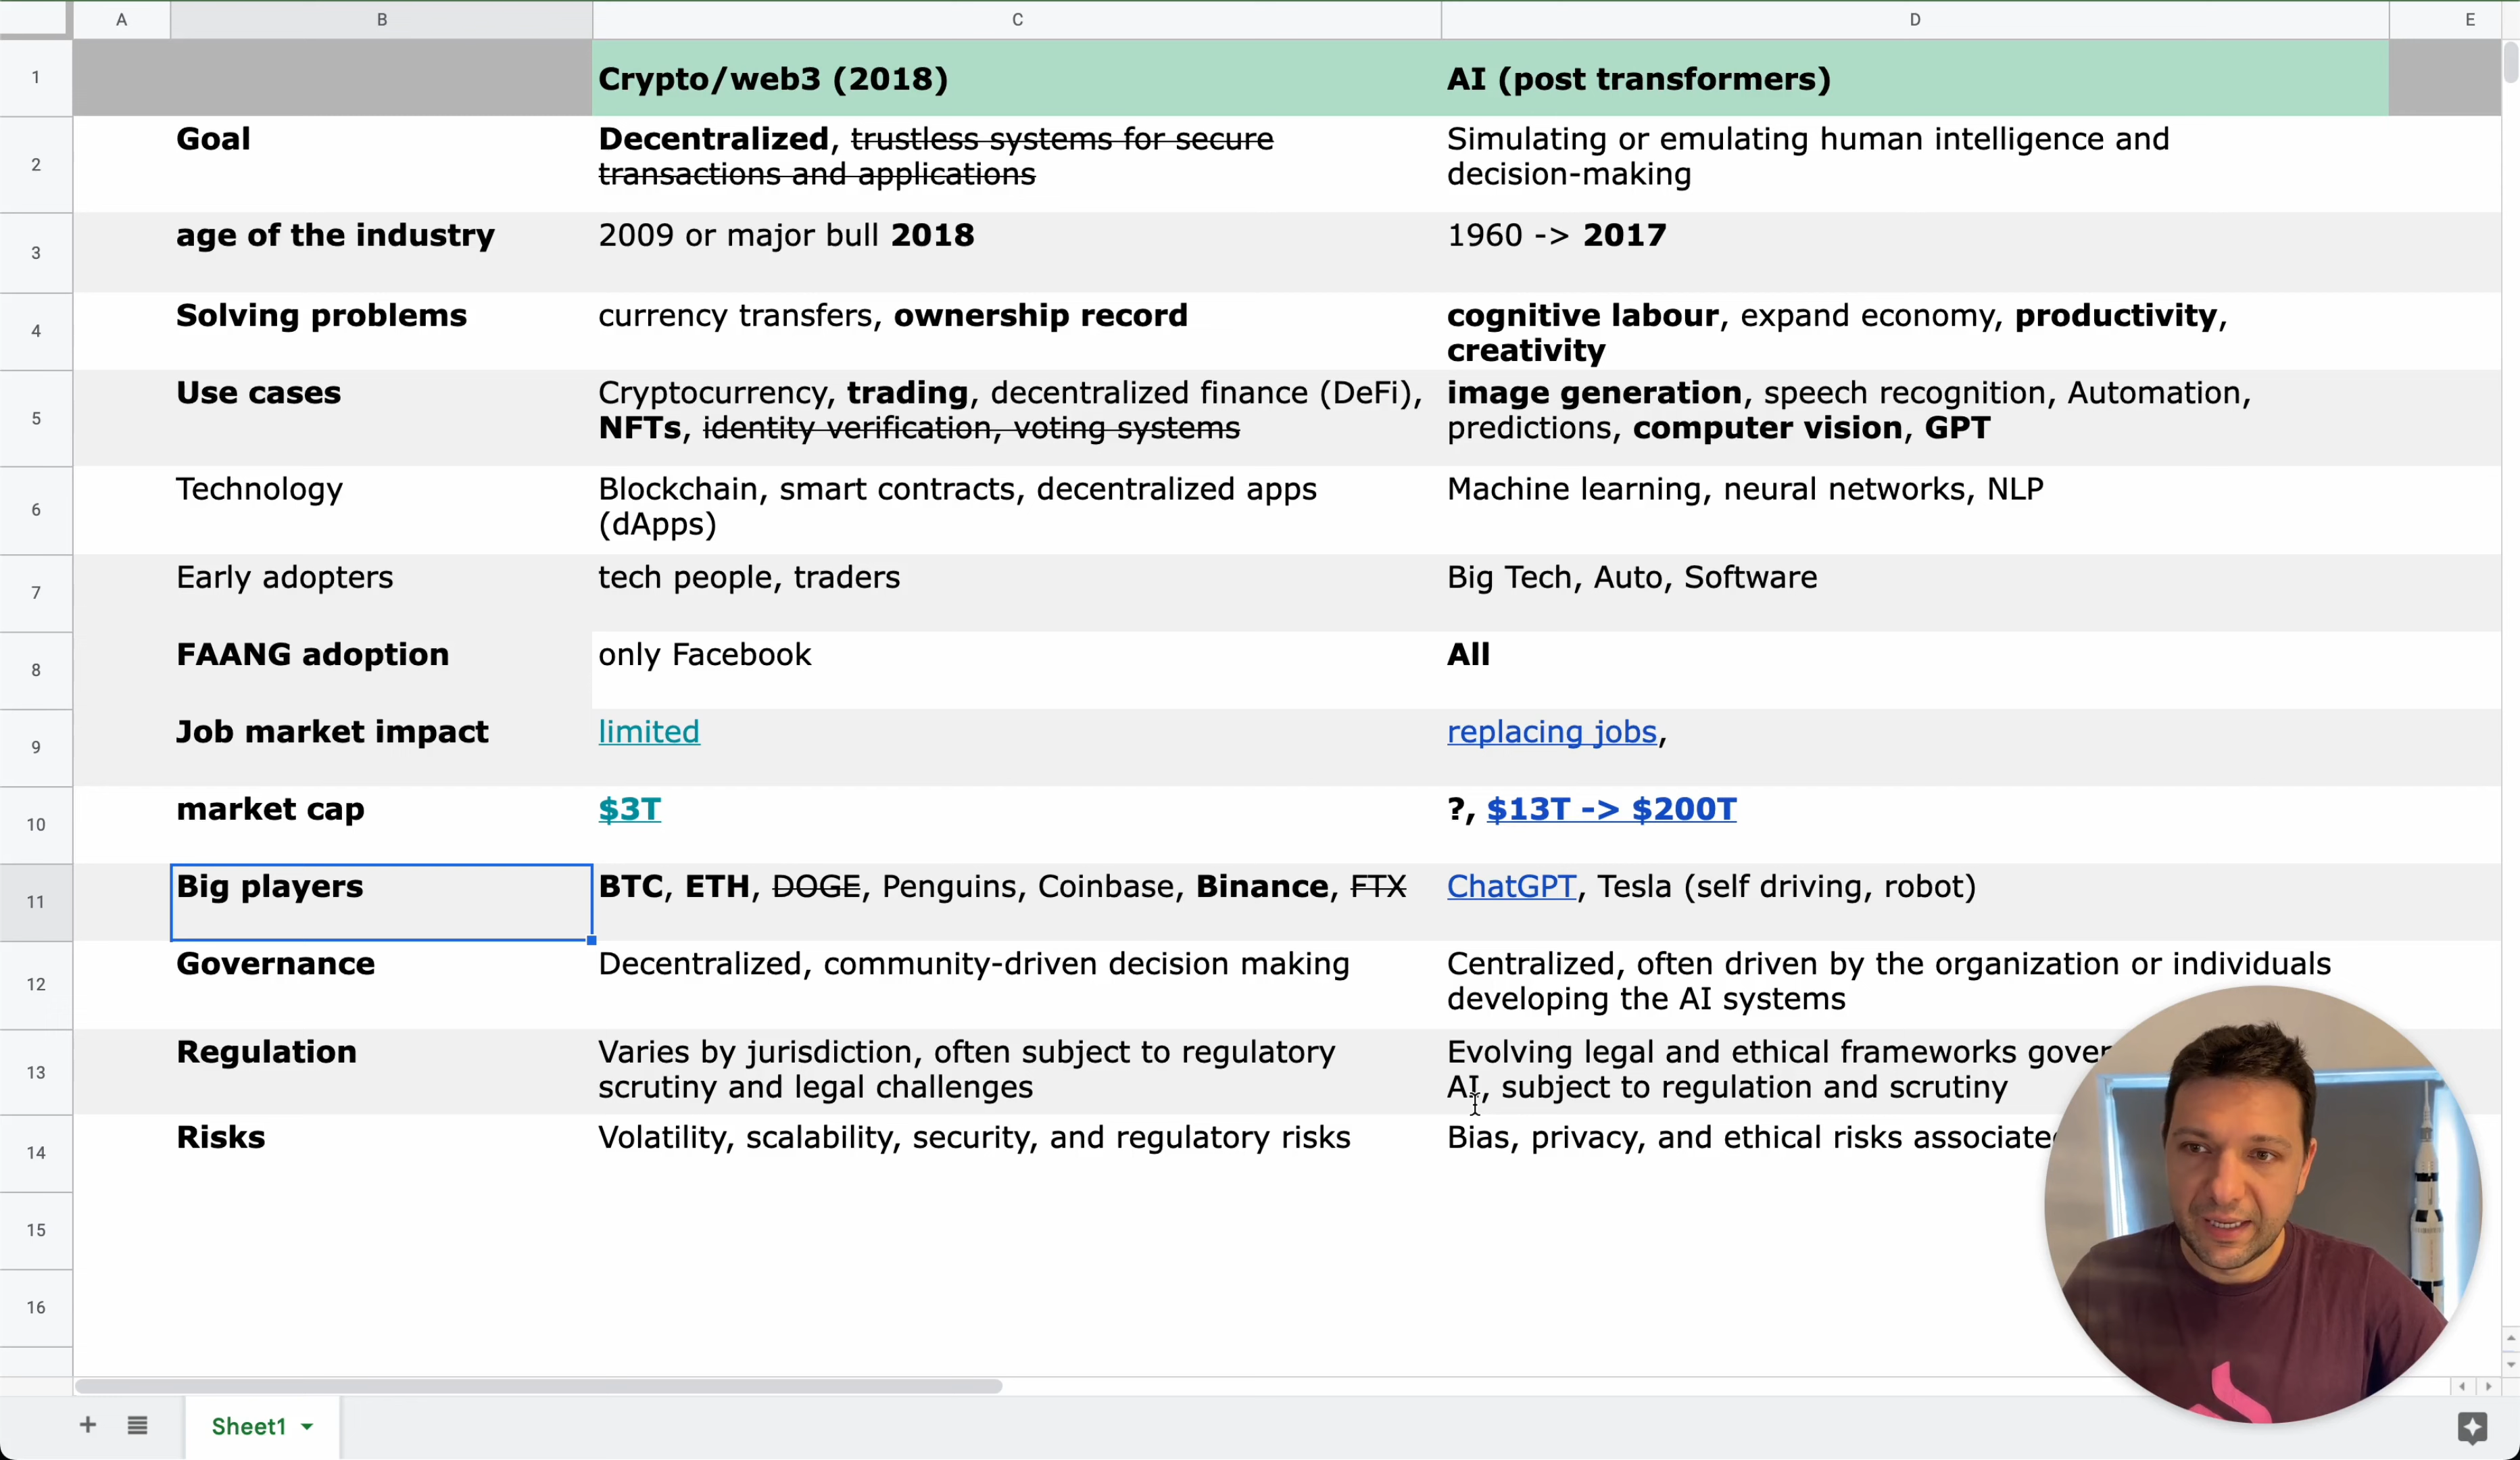 A B C D E
1 Crypto/web3 (2018) AI (post transformers)
2 Goal Decentralized, trustless systems for secure Simulating or emulating human intelligence and
transactions and applications decision-making
3 age of the industry 2009 or major bull 2018 1960 -> 2017
4 Solving problems currency transfers, ownership record cognitive labour, expand economy, productivity,
creativity
5 Use cases Cryptocurrency, trading, decentralized finance (DeFi), image generation, speech recognition, Automation,
NFTs, identity verification, voting systems predictions, computer vision, GPT
6 Technology Blockchain, smart contracts, decentralized apps Machine learning, neural networks, NLP
(dApps)
7 Early adopters tech people, traders Big Tech, Auto, Software
8 FAANG adoption only Facebook All
9 Job market impact limited replacing jobs,
10 market cap $3T ?, $13T -> $200T
11 Big players BTC, ETH, DOGE, Penguins, Coinbase, Binance, FTX ChatGPT, Tesla (self driving, robot)
12 Governance Decentralized, community-driven decision making Centralized, often driven by the organization or individuals
developing the AI systems
13 Regulation Varies by jurisdiction, often subject to regulatory Evolving legal and ethical frameworks
scrutiny and legal challenges AI, subject to regulation and scrutiny
14 Risks Volatility, scalability, security, and regulatory risks Bias, privacy, and ethical risks
15
16
Sheet1